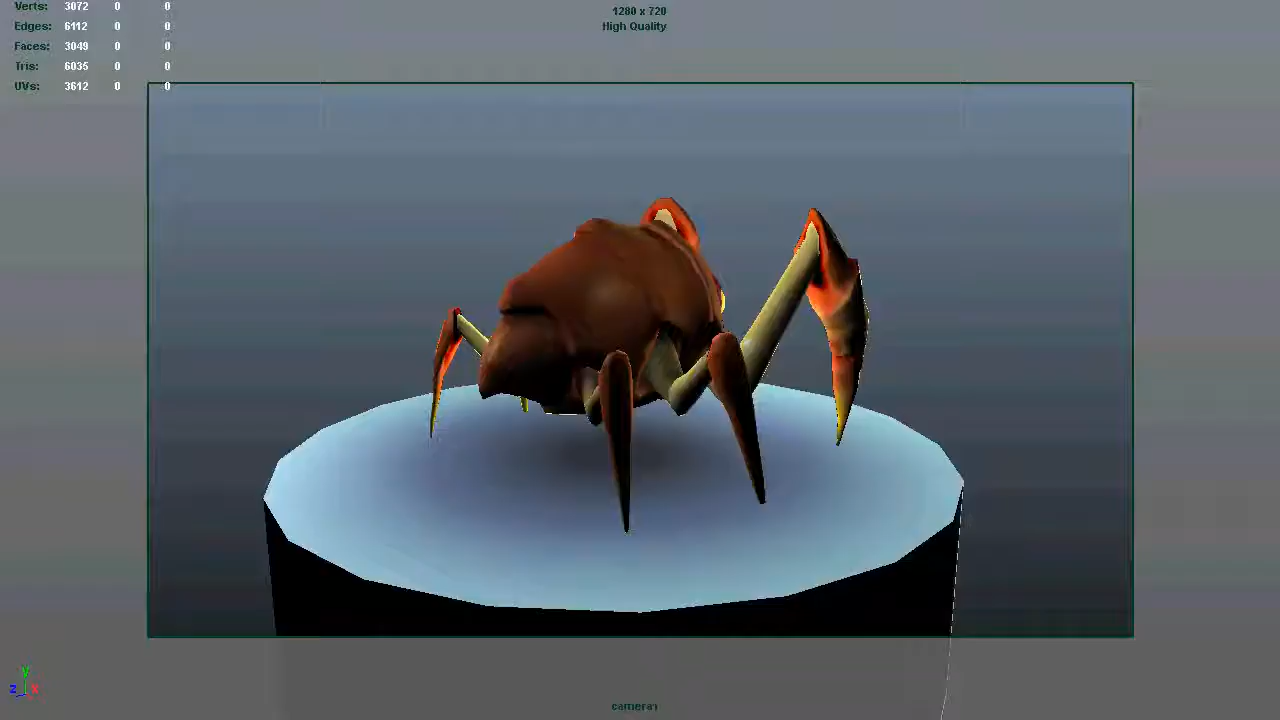 Verts: 3072 0 0
Edges: 6112 0 0
Faces: 3049 0 0
Tris: 6035 0 0
UVs: 3612 0 0
1280 x 720
High Quality
y
z x
camera1